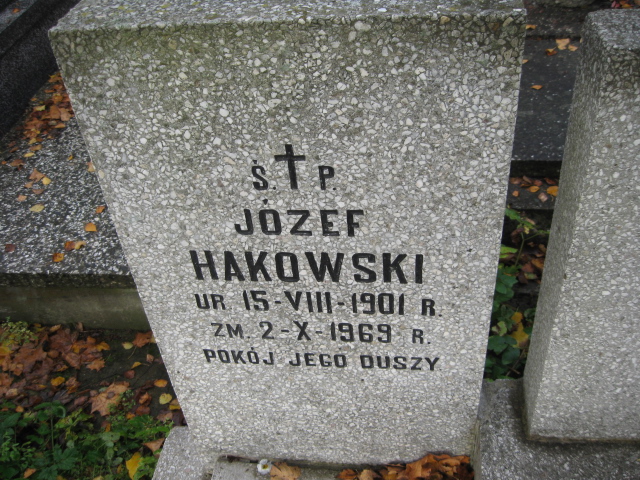 Ś. P.
JÓZEF
HAKOWSKI
UR. 15-VIII-1901 R.
ZM. 2-X-1969 R.
POKÓJ JEGO DUSZY